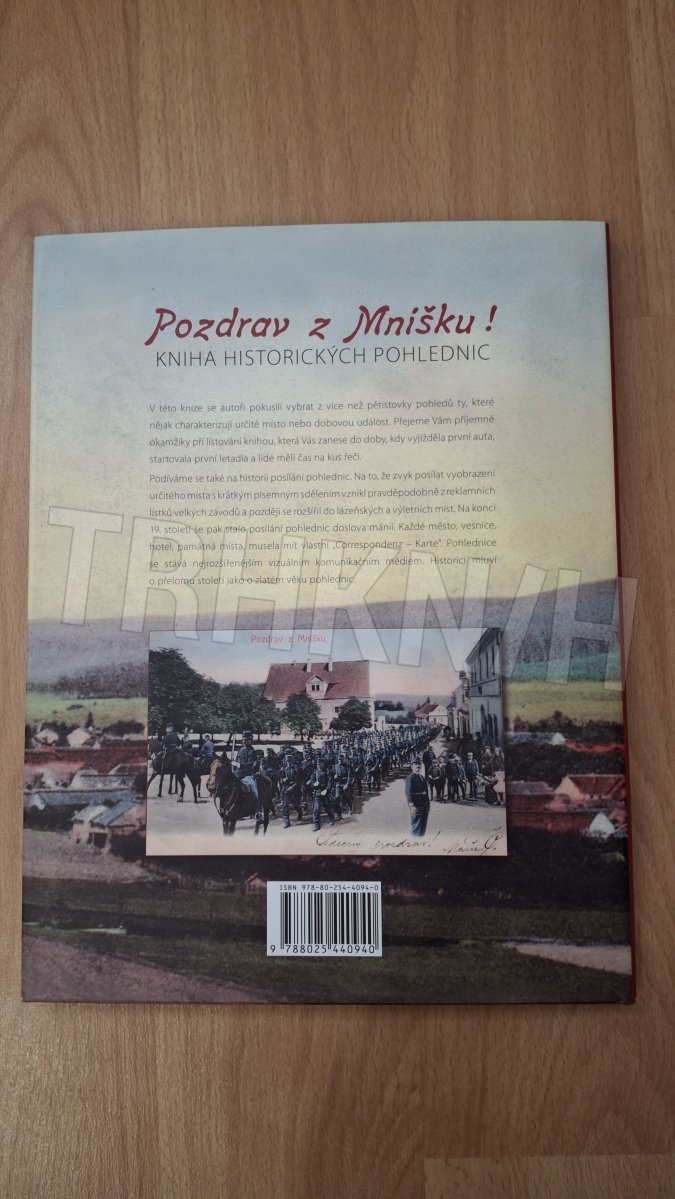 Pozdrav z Mníšku!
KNIHA HISTORICKÝCH POHLEDNIC
V této knize se autoři pokusili vybrat z více než pětistovky pohledů ty, které
nějak charakterizují určité místo nebo dobovou událost. Přejeme Vám příjemné
okamžiky při listování knihou, která Vás zanese do doby, kdy vyjížděla první auta,
startovala první letadla a lidé měli čas na kus řeči.
Podíváme se také na historii posílání pohlednic. Na to, že zvyk posílat vyobrazení
určitého místa s krátkým písemným sdělením vznikl pravděpodobně z reklamních
lístků velkých závodů a později se rozšířil do lázeňských a výletních míst. Na konci
19. století se pak stalo posílání pohlednic doslova mánií. Každé město, vesnice,
hotel, památná místa, musela mít vlastní „Correspondenz – Karte“. Pohlednice
se stává nejrozšířenějším vizuálním komunikačním médiem. Historici mluví
o přelomu století jako o zlatém věku pohlednic.
TRHKNIH
Pozdrav z Mníšku.
Srdečný pozdrav!
ISBN 978-80-254-4094-0
9 788025 440940